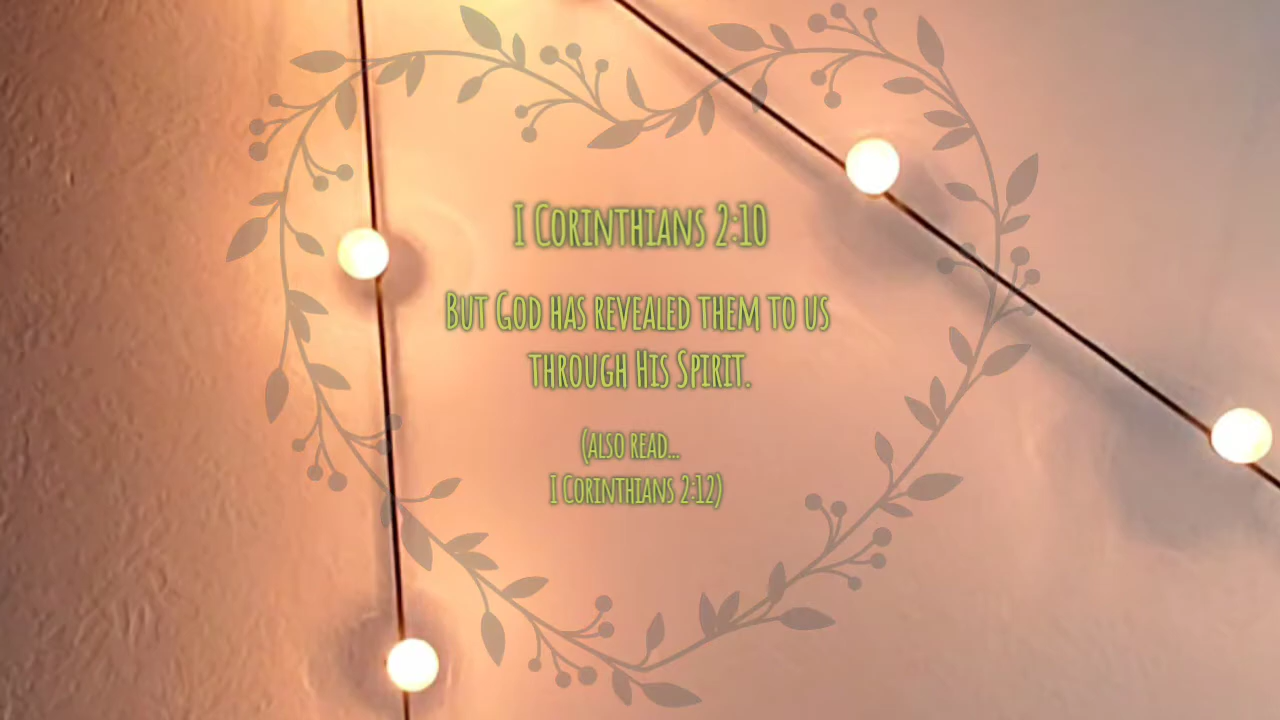 I Corinthians 2:10
But God has revealed them to us
through His Spirit.
(also read...
I Corinthians 2:12)